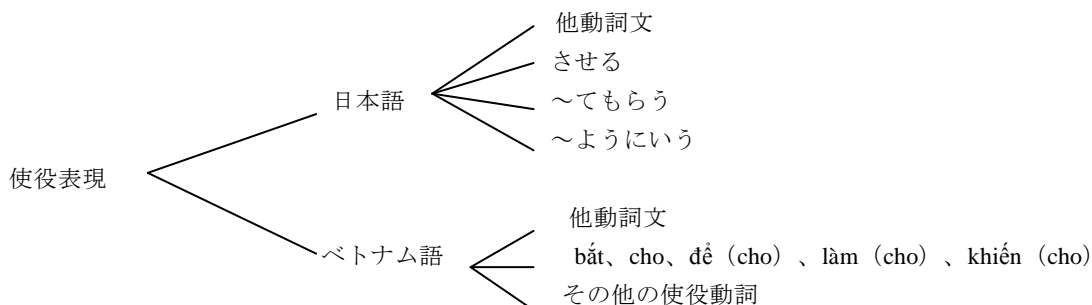 使役表現
日本語
他動詞文
させる
～てもらう
～ようにいう
ベトナム語
他動詞文
bắt、cho、để（cho）、làm（cho）、khiến（cho）
その他の使役動詞